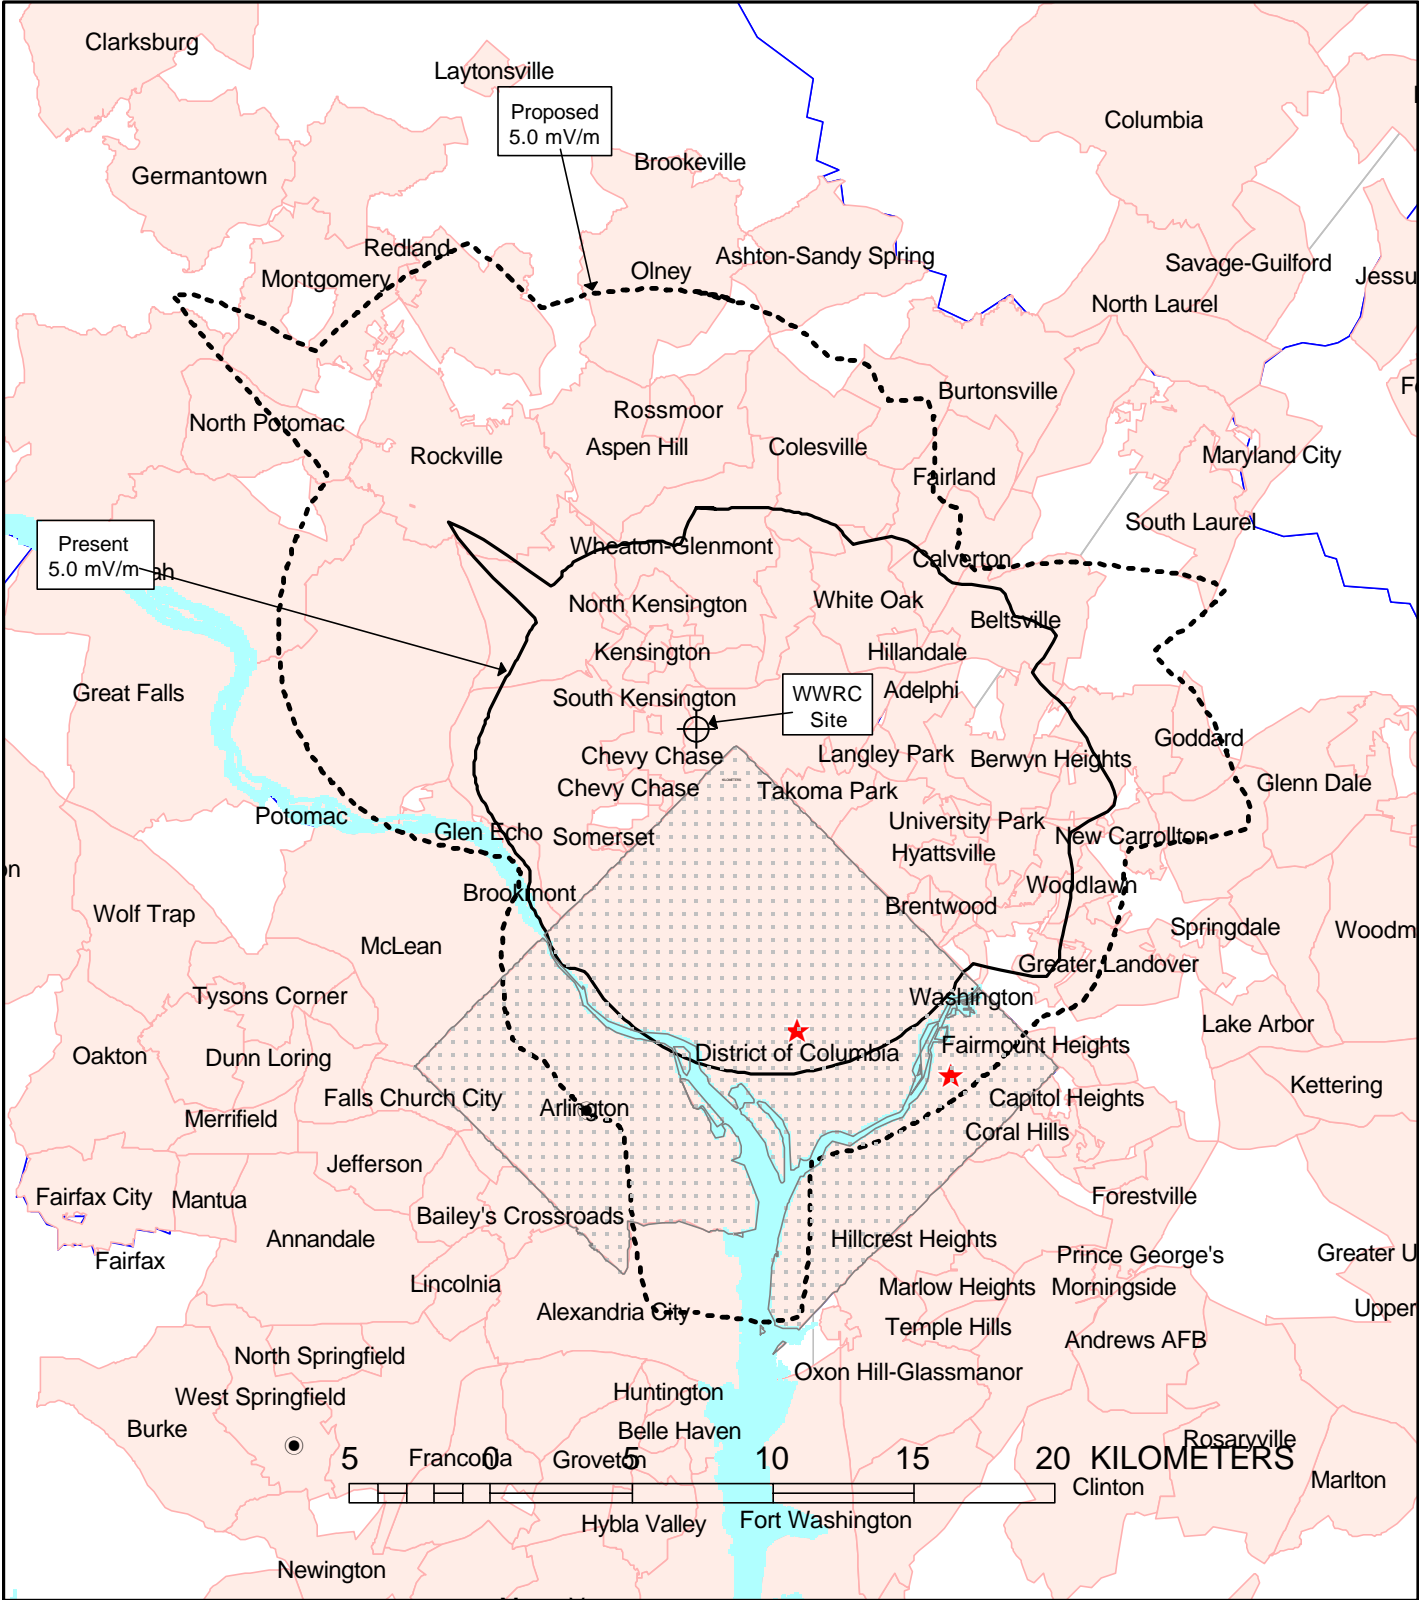 Clarksburg
Laytonsville
Proposed
5.0 mV/m
Columbia
Brookeville
Germantown
Redland
Montgomery
Olney
Ashton-Sandy Spring
Savage-Guilford
Jessu
North Laurel
Burtonsville
Rossmoor
North Potomac
Aspen Hill
Colesville
Rockville
Maryland City
Fairland
South Laurel
Present
5.0 mV/m
ah
Wheaton-Glenmont
Calverton
North Kensington
White Oak
Beltsville
Kensington
Hillandale
Great Falls
South Kensington
WWRC
Site
Adelphi
Chevy Chase
Langley Park
Berwyn Heights
Goddard
Chevy Chase
Takoma Park
Glenn Dale
Potomac
Glen Echo
Somerset
University Park
New Carrollton
Hyattsville
on
Brookmont
Woodlawn
Brentwood
Wolf Trap
McLean
Springdale
Woodm
Greater Landover
Tysons Corner
Washington
Lake Arbor
Oakton
Dunn Loring
District of Columbia
Fairmount Heights
Kettering
Falls Church City
Arlington
Capitol Heights
Merrifield
Coral Hills
Jefferson
Fairfax City
Mantua
Forestville
Bailey's Crossroads
Annandale
Hillcrest Heights
Fairfax
Prince George's
Greater U
Lincolnia
Marlow Heights
Morningside
Alexandria City
Upper
Temple Hills
Andrews AFB
North Springfield
Oxon Hill-Glassmanor
West Springfield
Huntington
Burke
Belle Haven
Rosaryville
Franconia
Groveton
5 0 5 10 15 20 KILOMETERS
Clinton
Marlton
Hybla Valley
Fort Washington
Newington